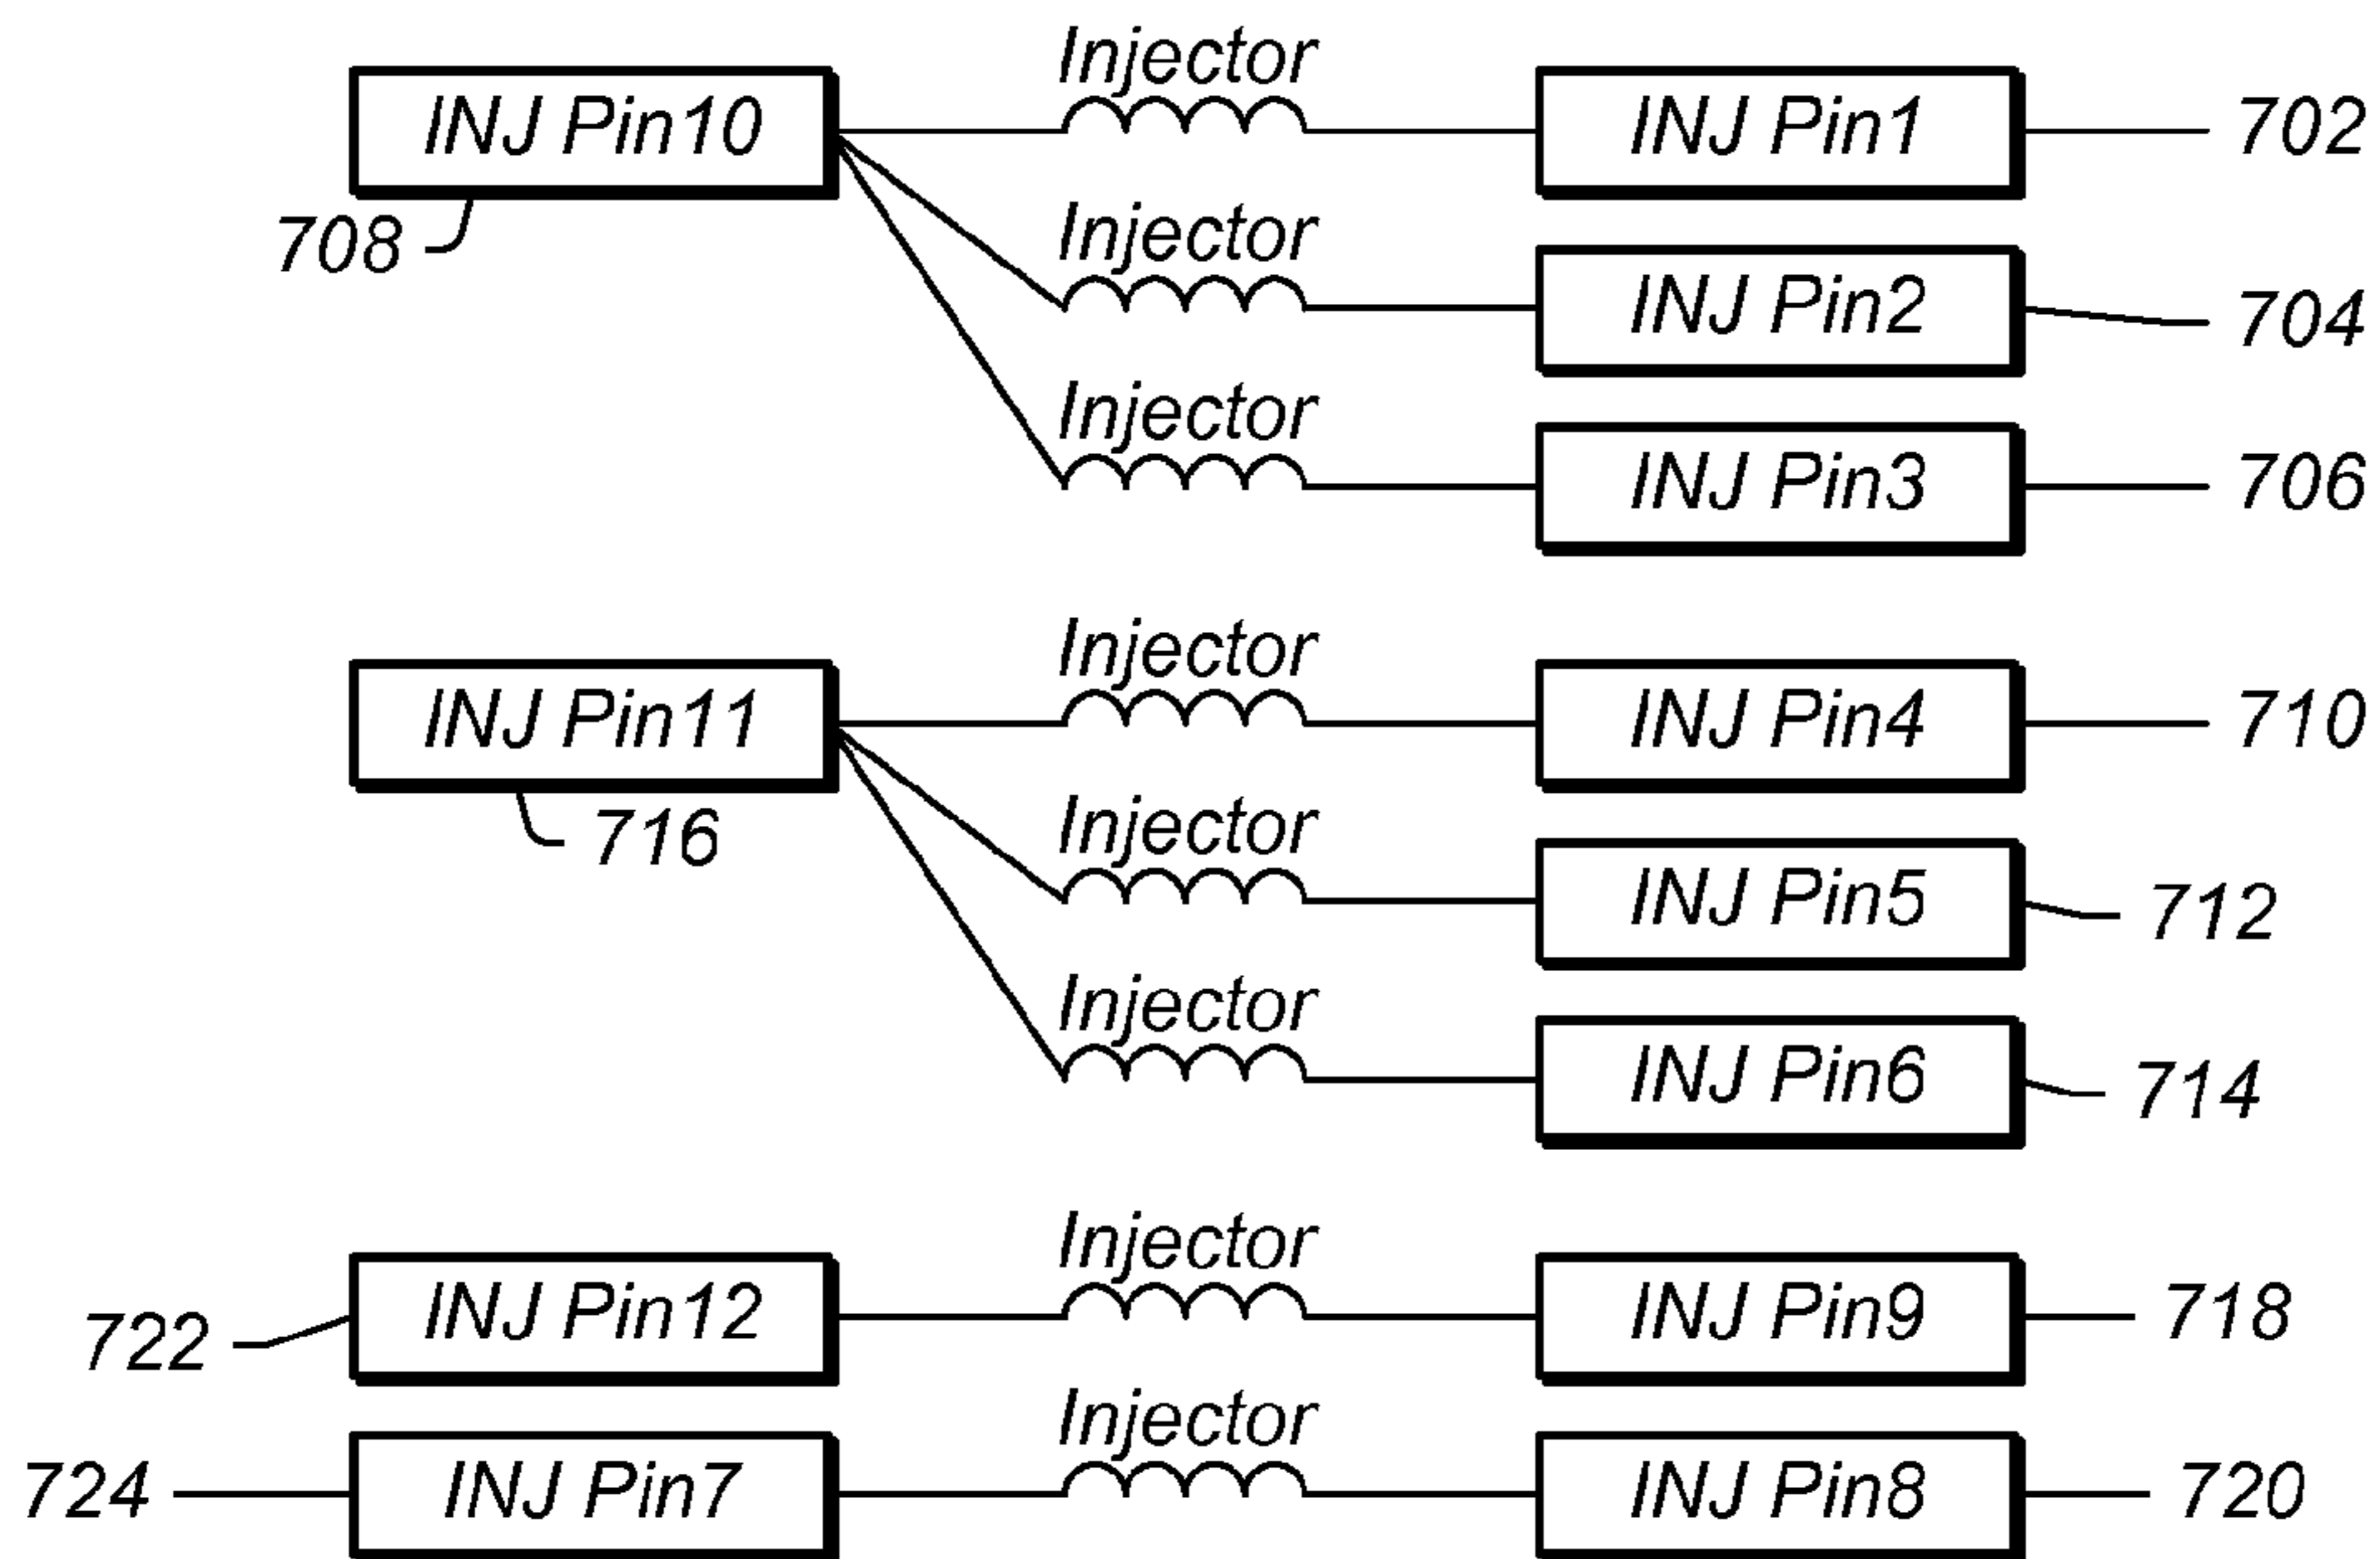 Injector
INJ Pin10
INJ Pin1
702
708
Injector
INJ Pin2
704
Injector
INJ Pin3
706
Injector
INJ Pin11
INJ Pin4
710
716
Injector
INJ Pin5
712
Injector
INJ Pin6
714
Injector
722
INJ Pin12
INJ Pin9
718
Injector
724
INJ Pin7
INJ Pin8
720